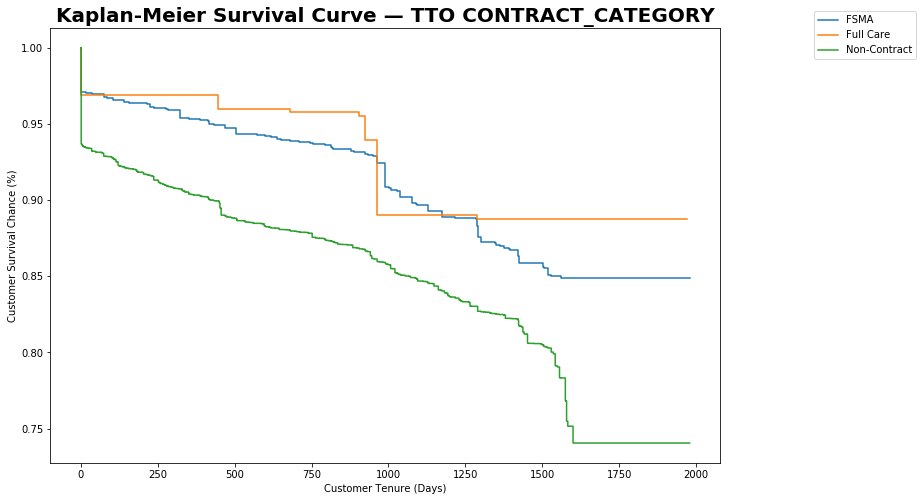 Kaplan-Meier Survival Curve — TTO CONTRACT_CATEGORY
FSMA
Full Care
Non-Contract
1.00
0.95
0.90
0.85
0.80
0.75
Customer Survival Chance (%)
0 250 500 750 1000 1250 1500 1750 2000
Customer Tenure (Days)